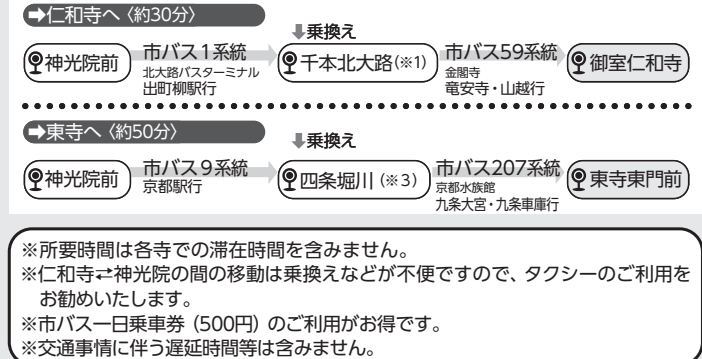 ➡仁和寺へ〈約30分〉
⬇乗換え
神光院前
市バス1系統
北大路バスターミナル
出町柳駅行
千本北大路(※1)
市バス59系統
金閣寺
竜安寺・山越行
御室仁和寺
➡東寺へ〈約50分〉
⬇乗換え
神光院前
市バス9系統
京都駅行
四条堀川(※3)
市バス207系統
京都水族館
九条大宮・九条車庫行
東寺東門前
※所要時間は各寺での滞在時間を含みません。
※仁和寺⇄神光院の間の移動は乗換えなどが不便ですので、タクシーのご利用を
お勧めいたします。
※市バス一日乗車券(500円)のご利用がお得です。
※交通事情に伴う遅延時間等は含みません。